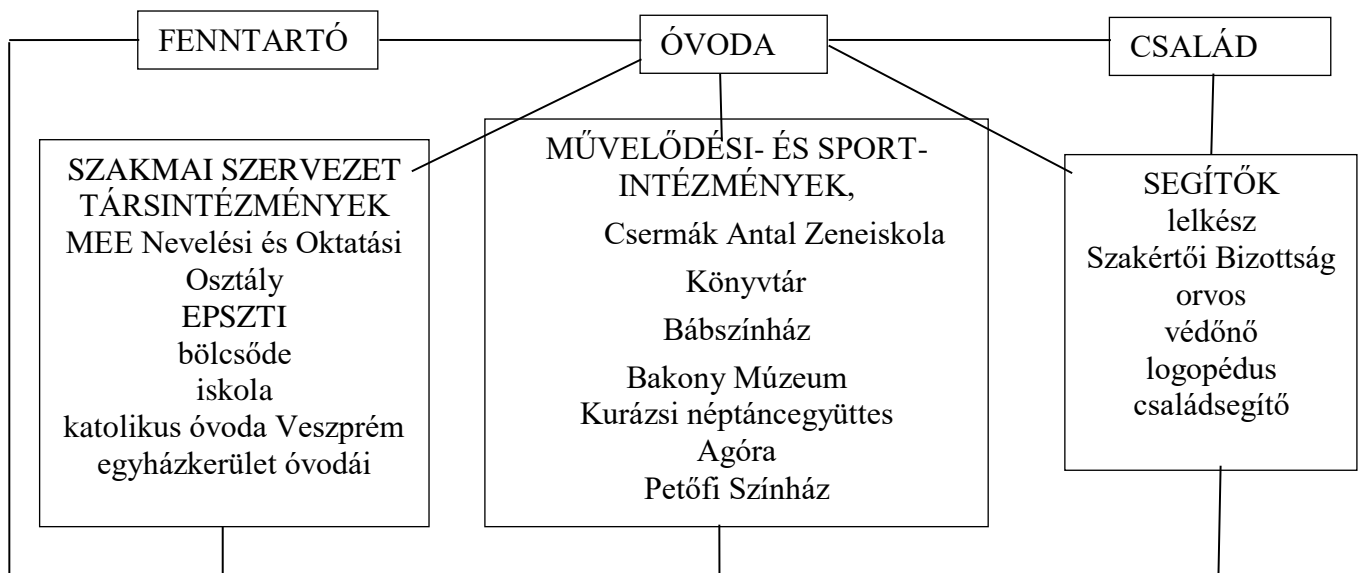 FENNTARTÓ
ÓVODA
CSALÁD
SZAKMAI SZERVEZET
TÁRSINTÉZMÉNYEK
MEE Nevelési és Oktatási
Osztály
EPSZTI
bölcsőde
iskola
katolikus óvoda Veszprém
egyházkerület óvodái
MŰVELŐDÉSI- ÉS SPORT-
INTÉZMÉNYEK,
Csermák Antal Zeneiskola
Könyvtár
Bábszínház
Bakony Múzeum
Kurázsi néptáncegyüttes
Agóra
Petőfi Színház
SEGÍTŐK
lelkész
Szakértői Bizottság
orvos
védőnő
logopédus
családsegítő